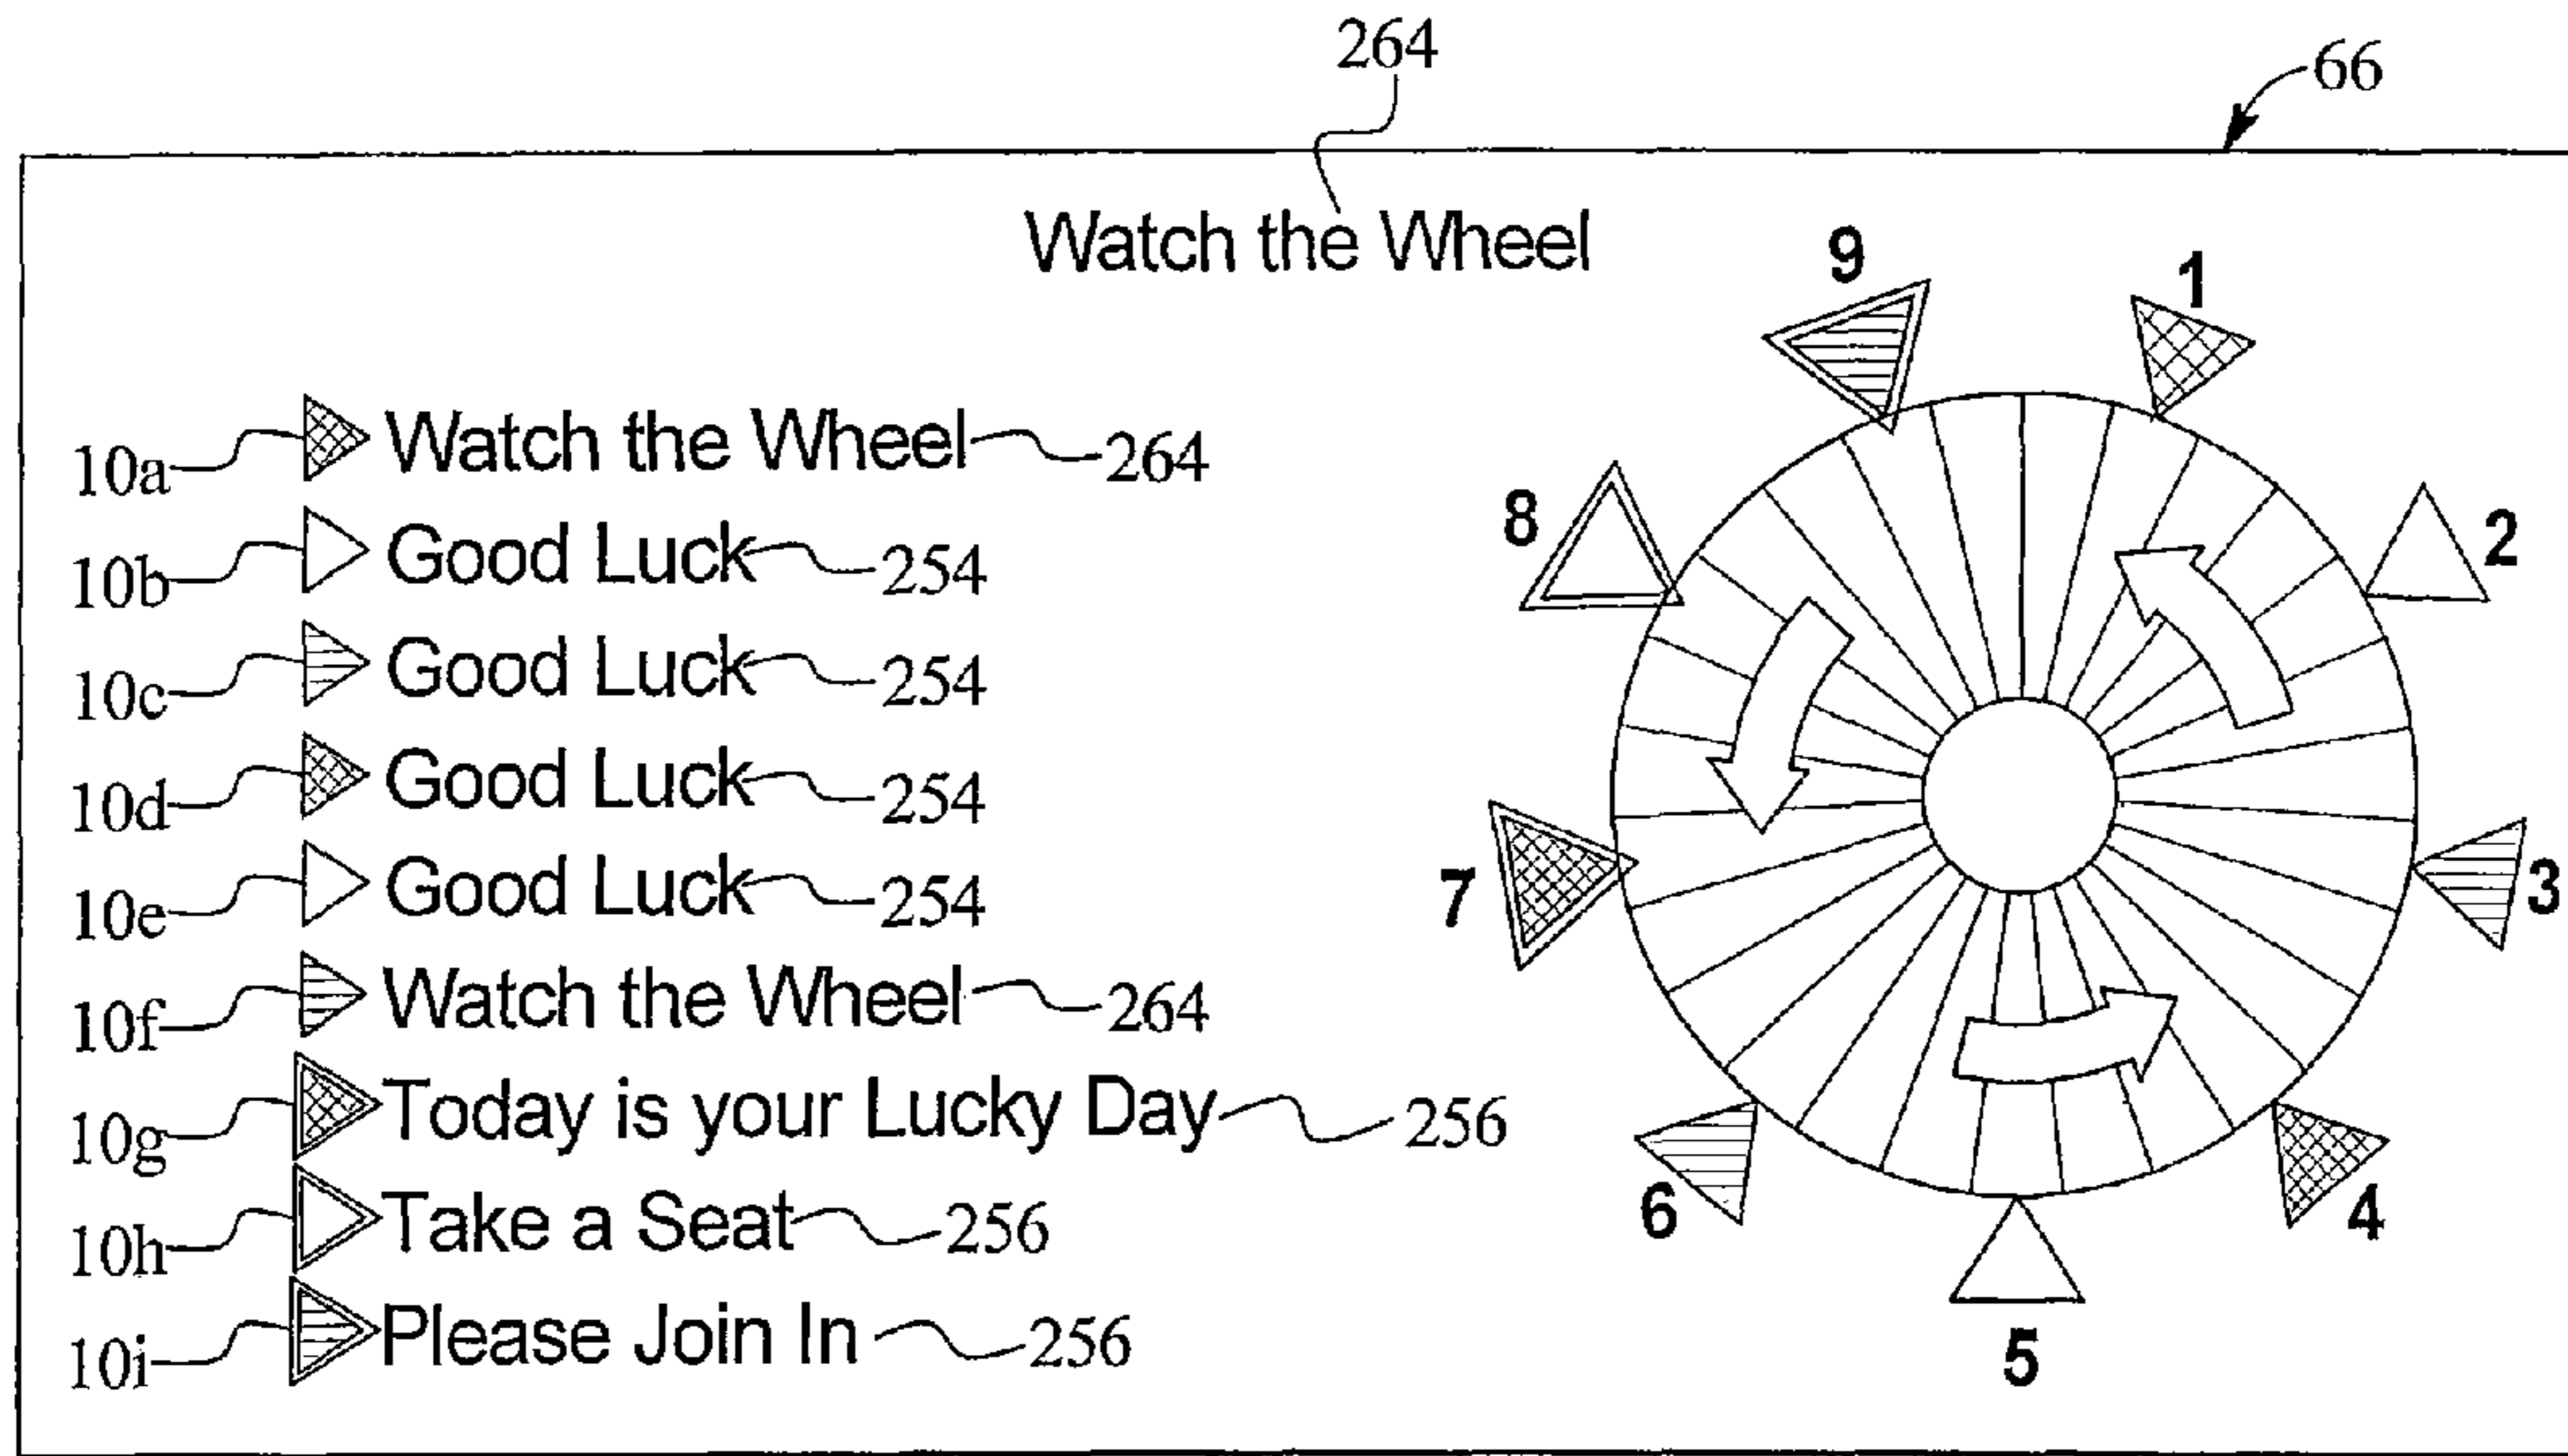 264
66
Watch the Wheel
9
1
10a Watch the Wheel 264
8
2
10b Good Luck 254
10c Good Luck 254
10d Good Luck 254
7
3
10e Good Luck 254
10f Watch the Wheel 264
10g Today is your Lucky Day 256
6
4
10h Take a Seat 256
10i Please Join In 256
5